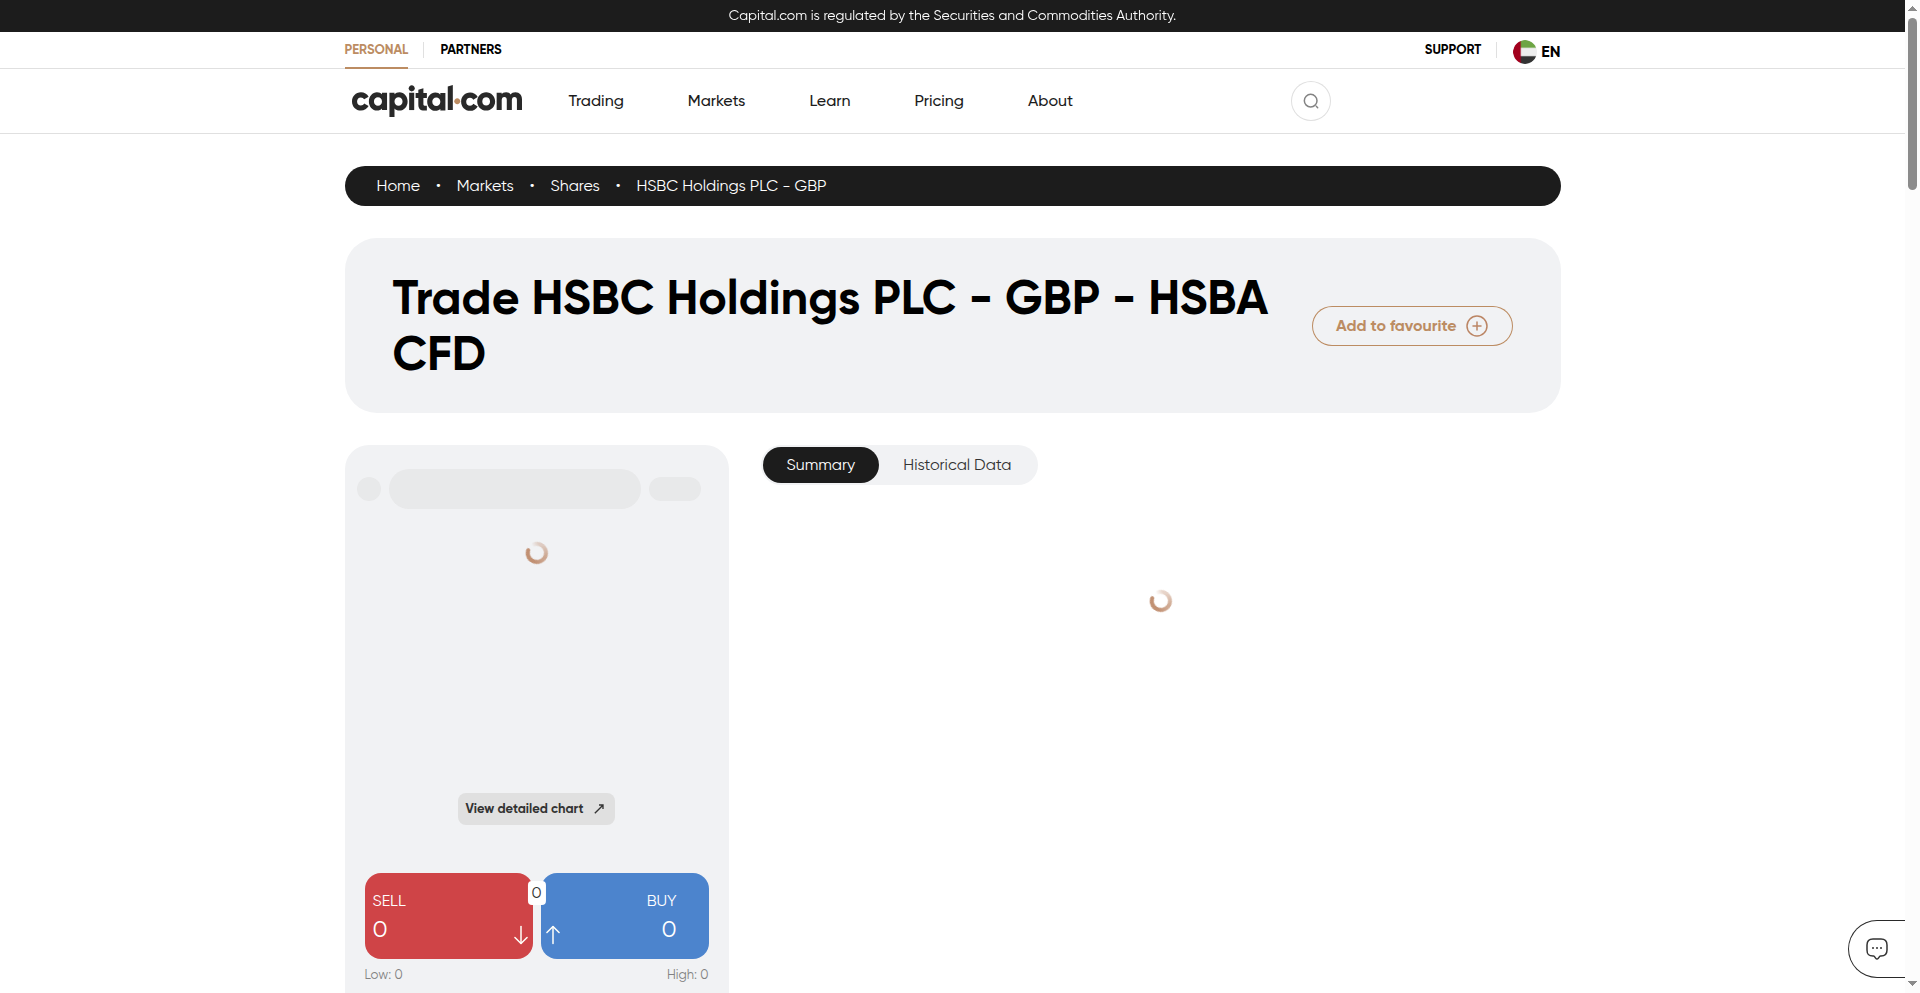 Capital.com is regulated by the Securities and Commodities Authority.
PERSONAL PARTNERS SUPPORT EN
capital.com Trading Markets Learn Pricing About
Home • Markets • Shares • HSBC Holdings PLC - GBP
Trade HSBC Holdings PLC - GBP - HSBA
CFD
Add to favourite
Summary Historical Data
View detailed chart
SELL 0 BUY
0 0
Low: 0 High: 0